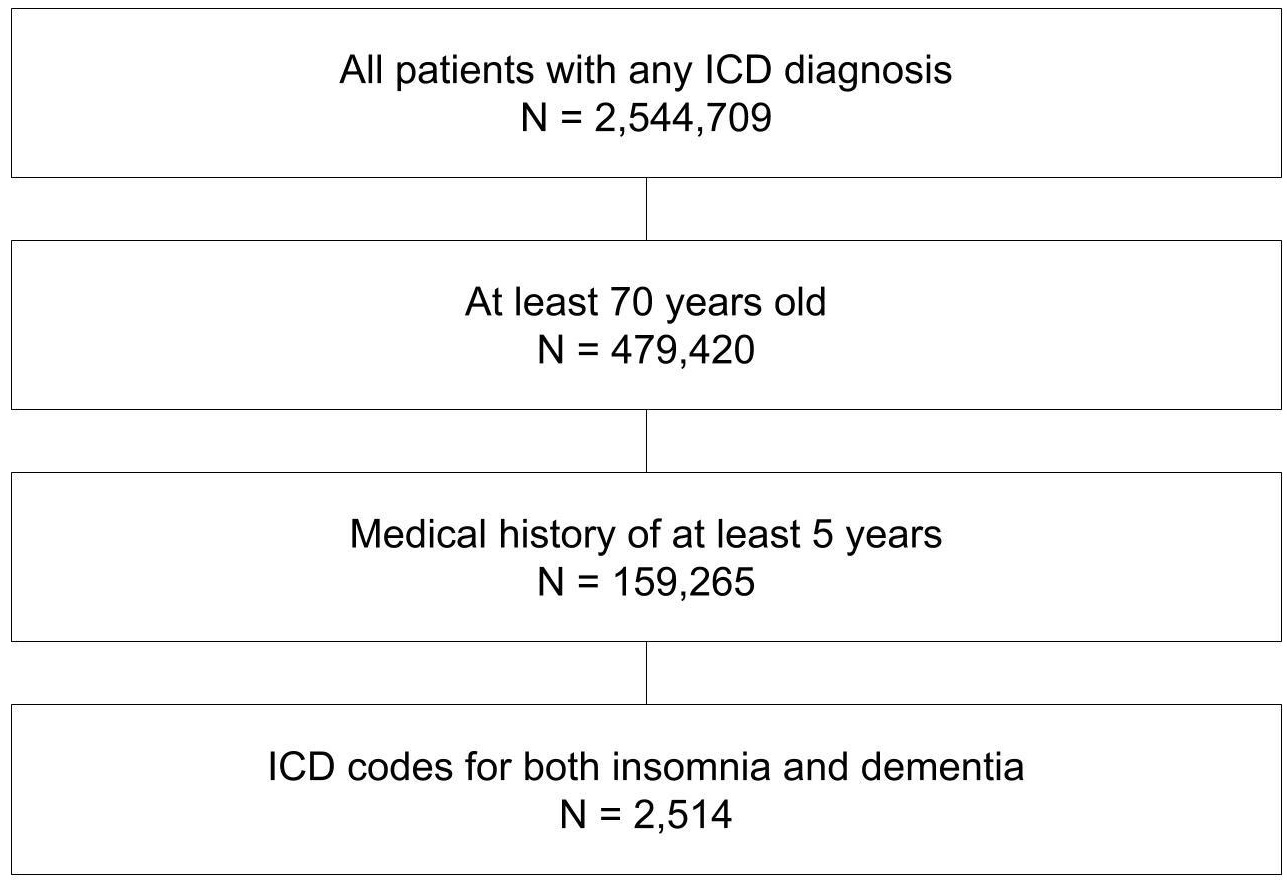 All patients with any ICD diagnosis
N = 2,544,709
At least 70 years old
N = 479,420
Medical history of at least 5 years
N = 159,265
ICD codes for both insomnia and dementia
N = 2,514